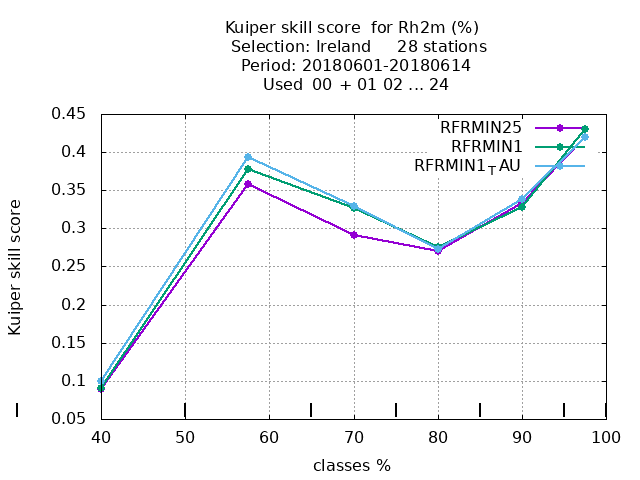 Kuiper skill score  for Rh2m (%)
Selection: Ireland     28 stations
Period: 20180601-20180614
Used  00 + 01 02 ... 24
RFRMIN25
RFRMIN1
RFRMIN1TAU
Kuiper skill score
0.45
0.4
0.35
0.3
0.25
0.2
0.15
0.1
0.05
40 50 60 70 80 90 100
classes %